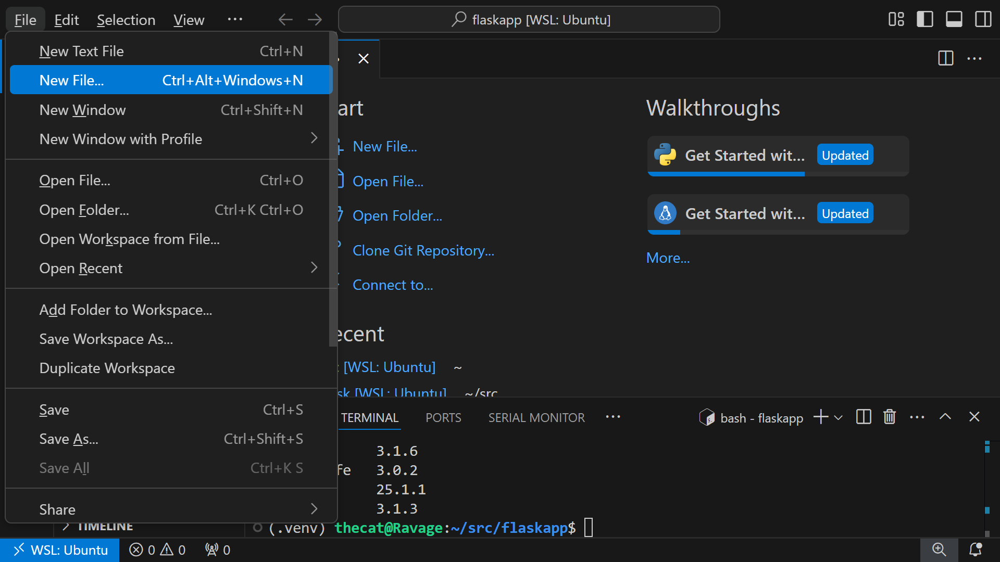 File Edit Selection View ··· flaskapp [WSL: Ubuntu]
New Text File Ctrl+N
New File... Ctrl+Alt+Windows+N
New Window Ctrl+Shift+N
New Window with Profile
Open File... Ctrl+O
Open Folder... Ctrl+K Ctrl+O
Open Workspace from File...
Open Recent
Add Folder to Workspace...
Save Workspace As...
Duplicate Workspace
Save Ctrl+S
Save As... Ctrl+Shift+S
Save All Ctrl+K S
Share
TIMELINE
art
New File...
Open File...
Open Folder...
Clone Git Repository...
Connect to...
ecent
[WSL: Ubuntu] ~
sk [WSL: Ubuntu] ~/src
Walkthroughs
Get Started wit... Updated
Get Started wit... Updated
More...
TERMINAL PORTS SERIAL MONITOR ··· bash - flaskapp
3.1.6
fe 3.0.2
25.1.1
3.1.3
(.venv) thecat@Ravage:~/src/flaskapp$
WSL: Ubuntu 0 0 0